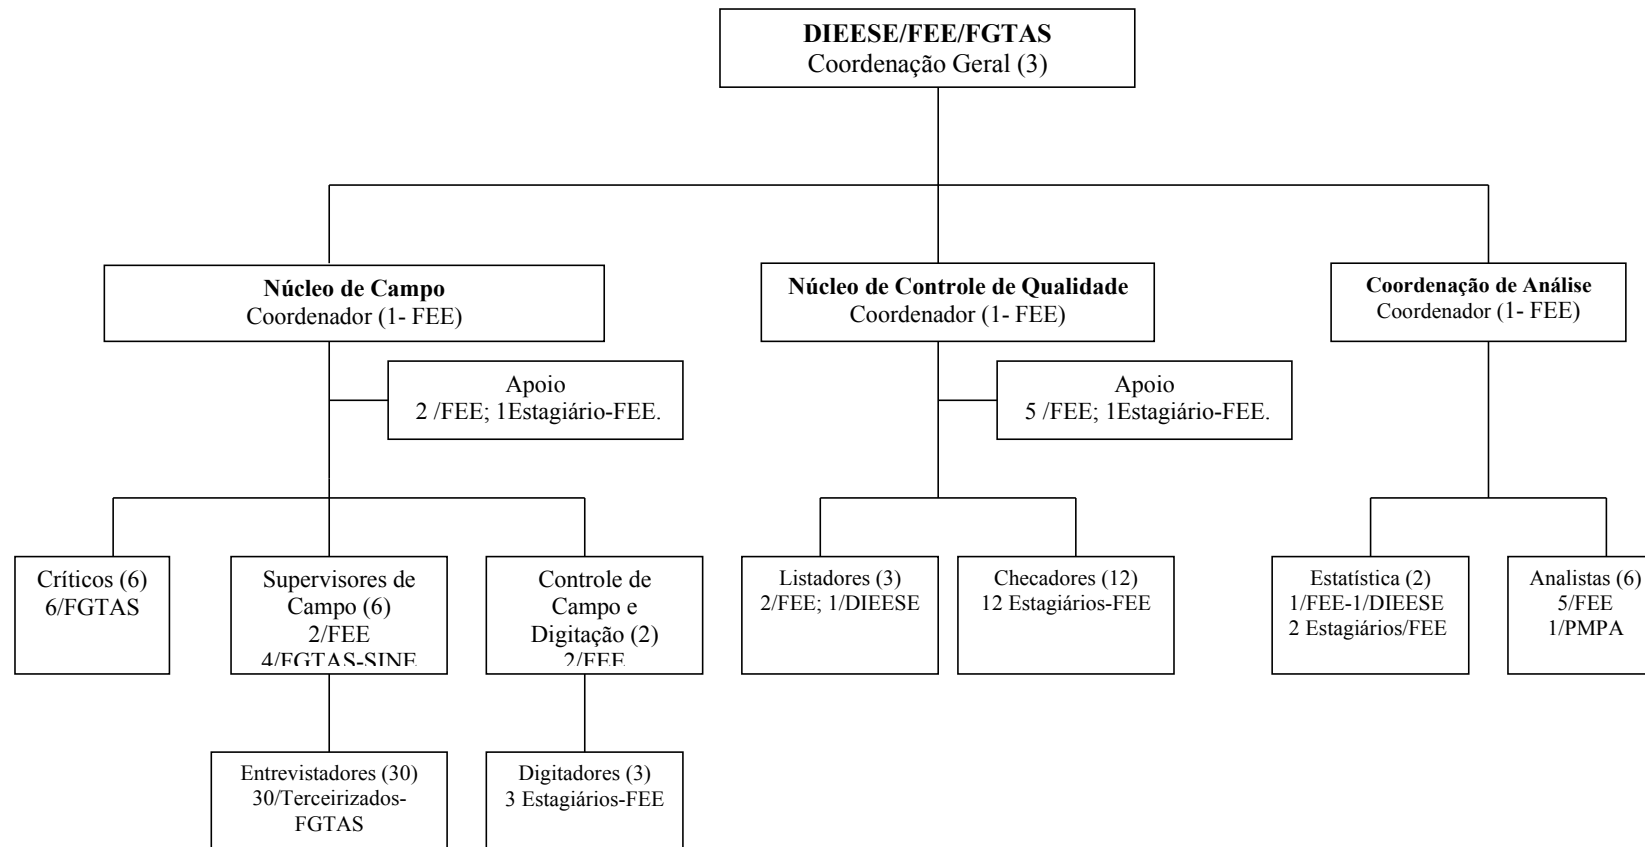 DIEESE/FEE/FGTAS
Coordenação Geral (3)
Núcleo de Campo
Coordenador (1- FEE)
Núcleo de Controle de Qualidade
Coordenador (1- FEE)
Coordenação de Análise
Coordenador (1- FEE)
Apoio
2 /FEE; 1Estagiário-FEE.
Apoio
5 /FEE; 1Estagiário-FEE.
Críticos (6)
6/FGTAS
Supervisores de
Campo (6)
2/FEE
4/FGTAS-SINE
Controle de
Campo e
Digitação (2)
2/FEE
Listadores (3)
2/FEE; 1/DIEESE
Checadores (12)
12 Estagiários-FEE
Estatística (2)
1/FEE-1/DIEESE
2 Estagiários/FEE
Analistas (6)
5/FEE
1/PMPA
Entrevistadores (30)
30/Terceirizados-
FGTAS
Digitadores (3)
3 Estagiários-FEE